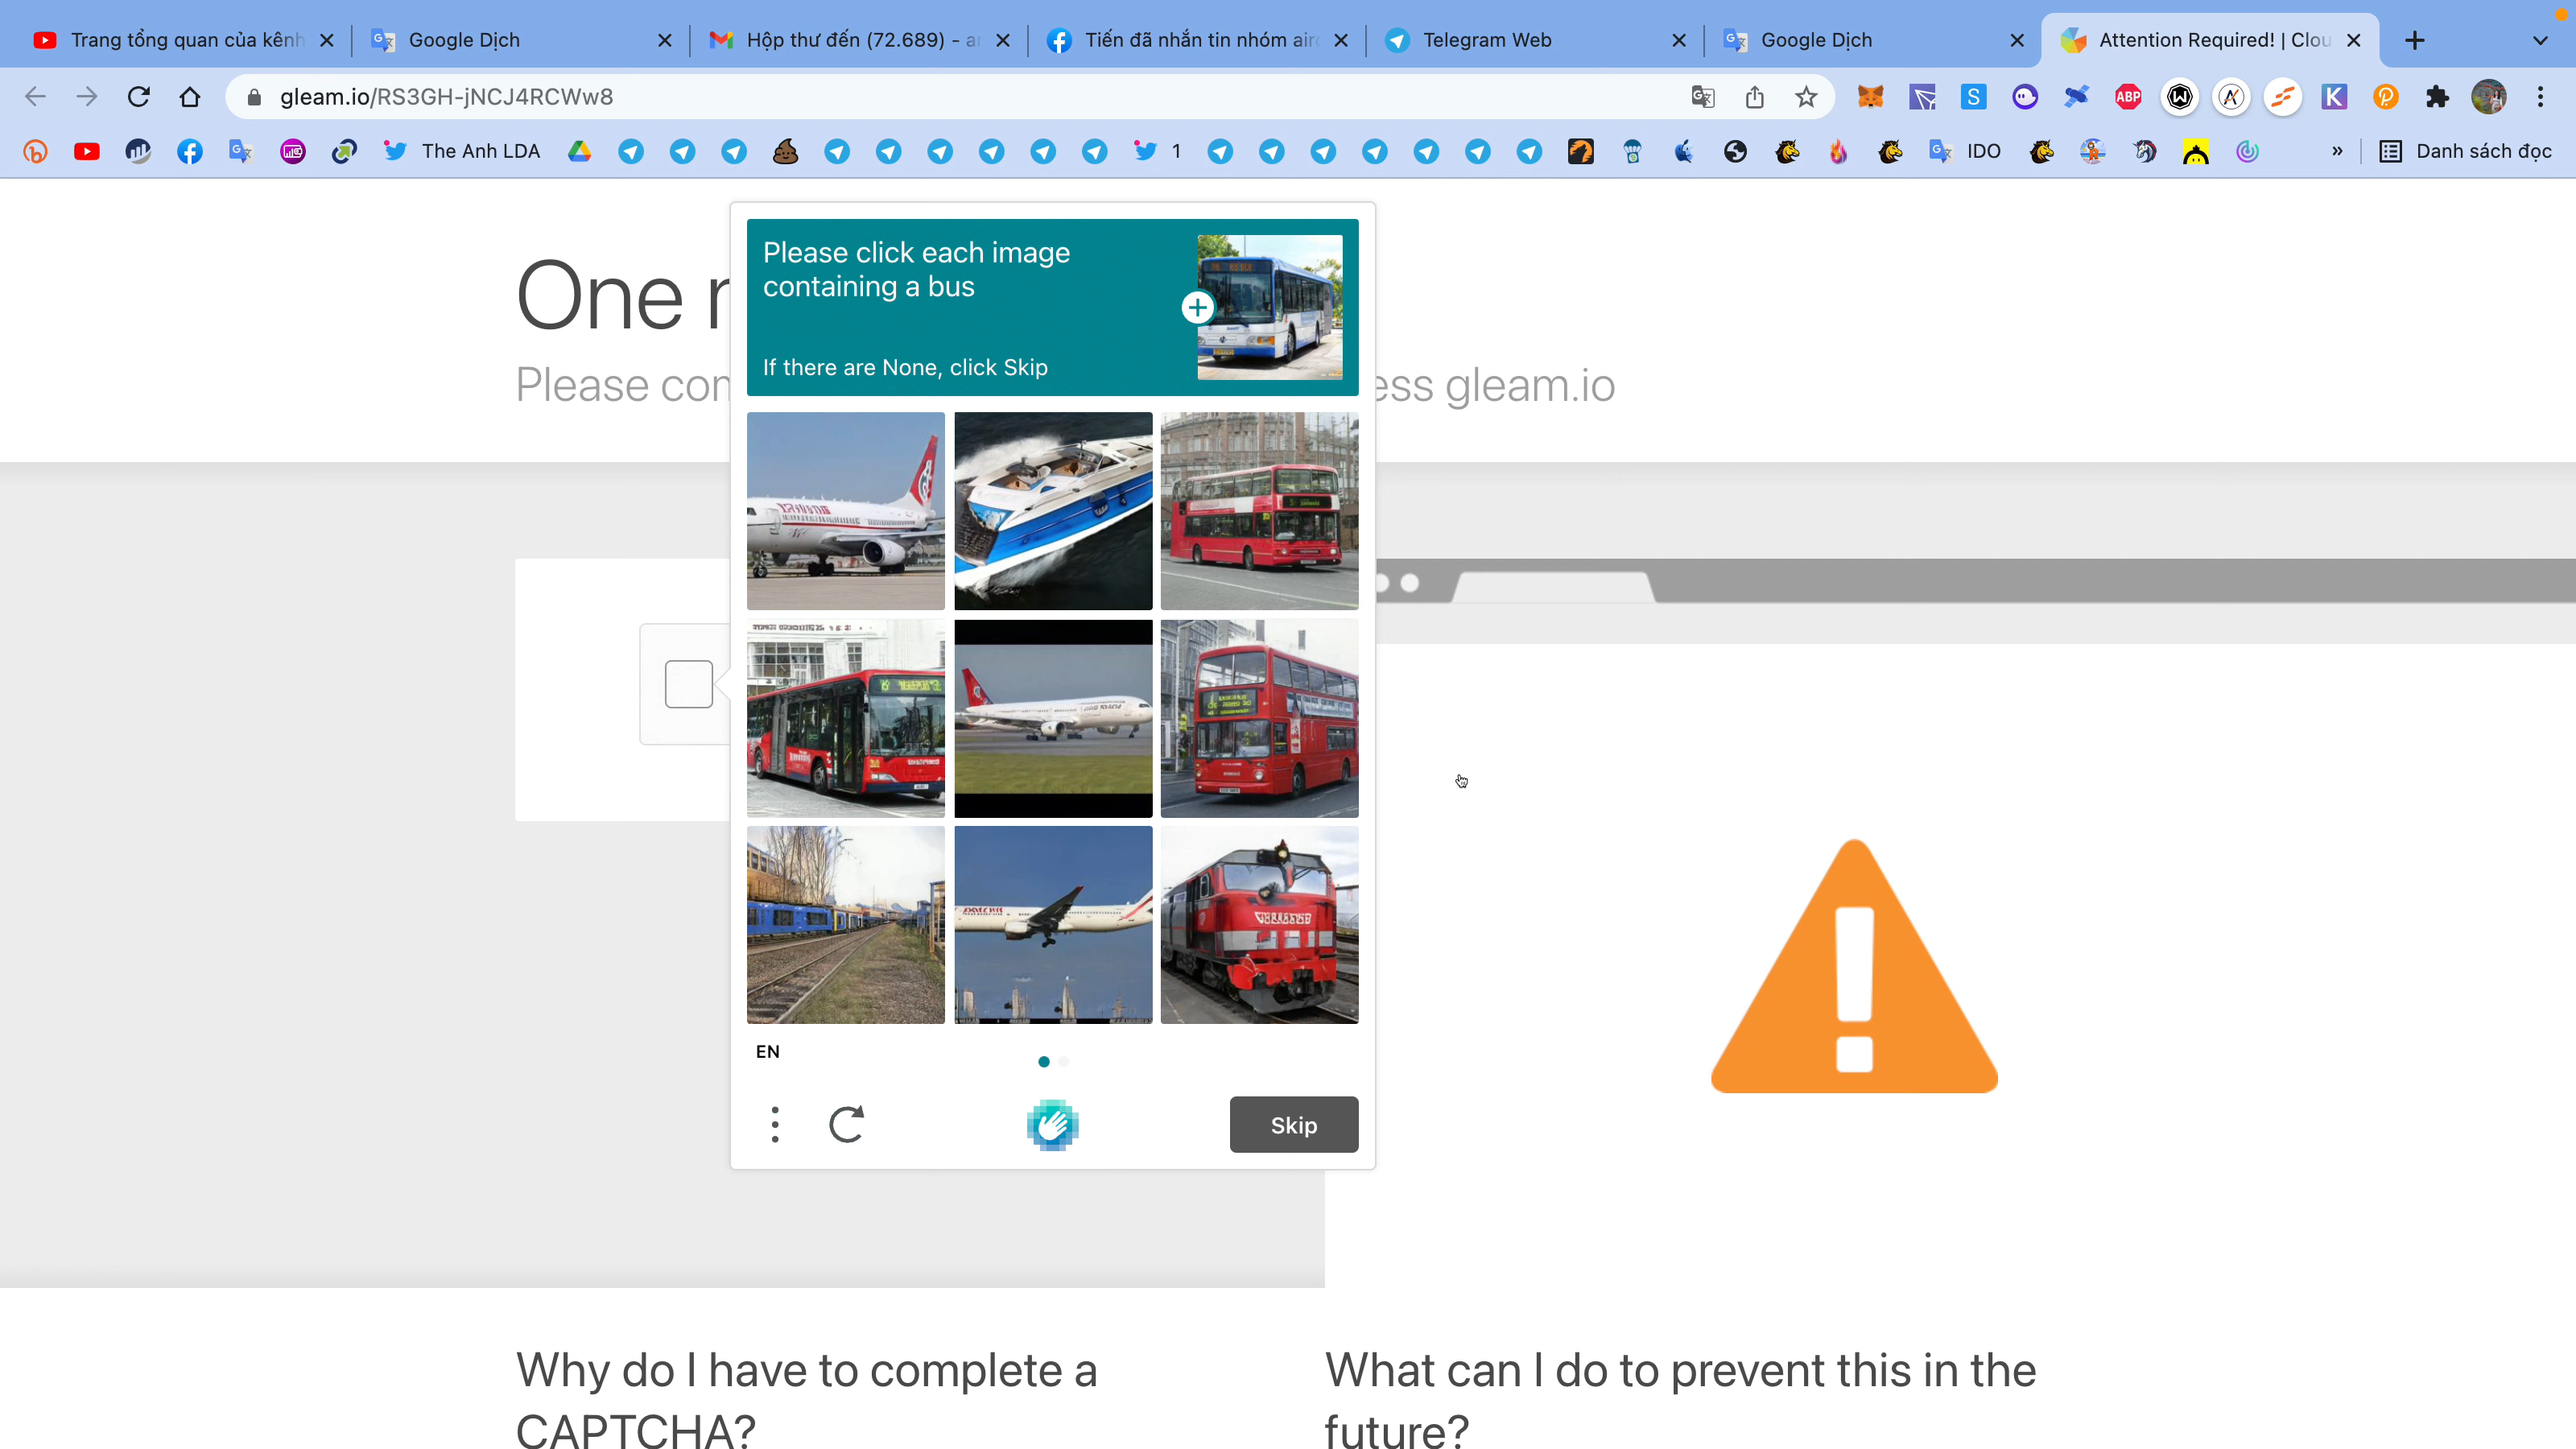 Trang tổng quan của kênh
Google Dịch
Hộp thư đến (72.689) - a
Tiến đã nhắn tin nhóm air
Telegram Web
Google Dịch
Attention Required! | Clou
gleam.io/RS3GH-jNCJ4RCWw8
ABP
The Anh LDA
1
IDO
»
Danh sách đọc
One
Please click each image
containing a bus
If there are None, click Skip
Please com
ess gleam.io
EN
Skip
Why do I have to complete a
CAPTCHA?
What can I do to prevent this in the
future?